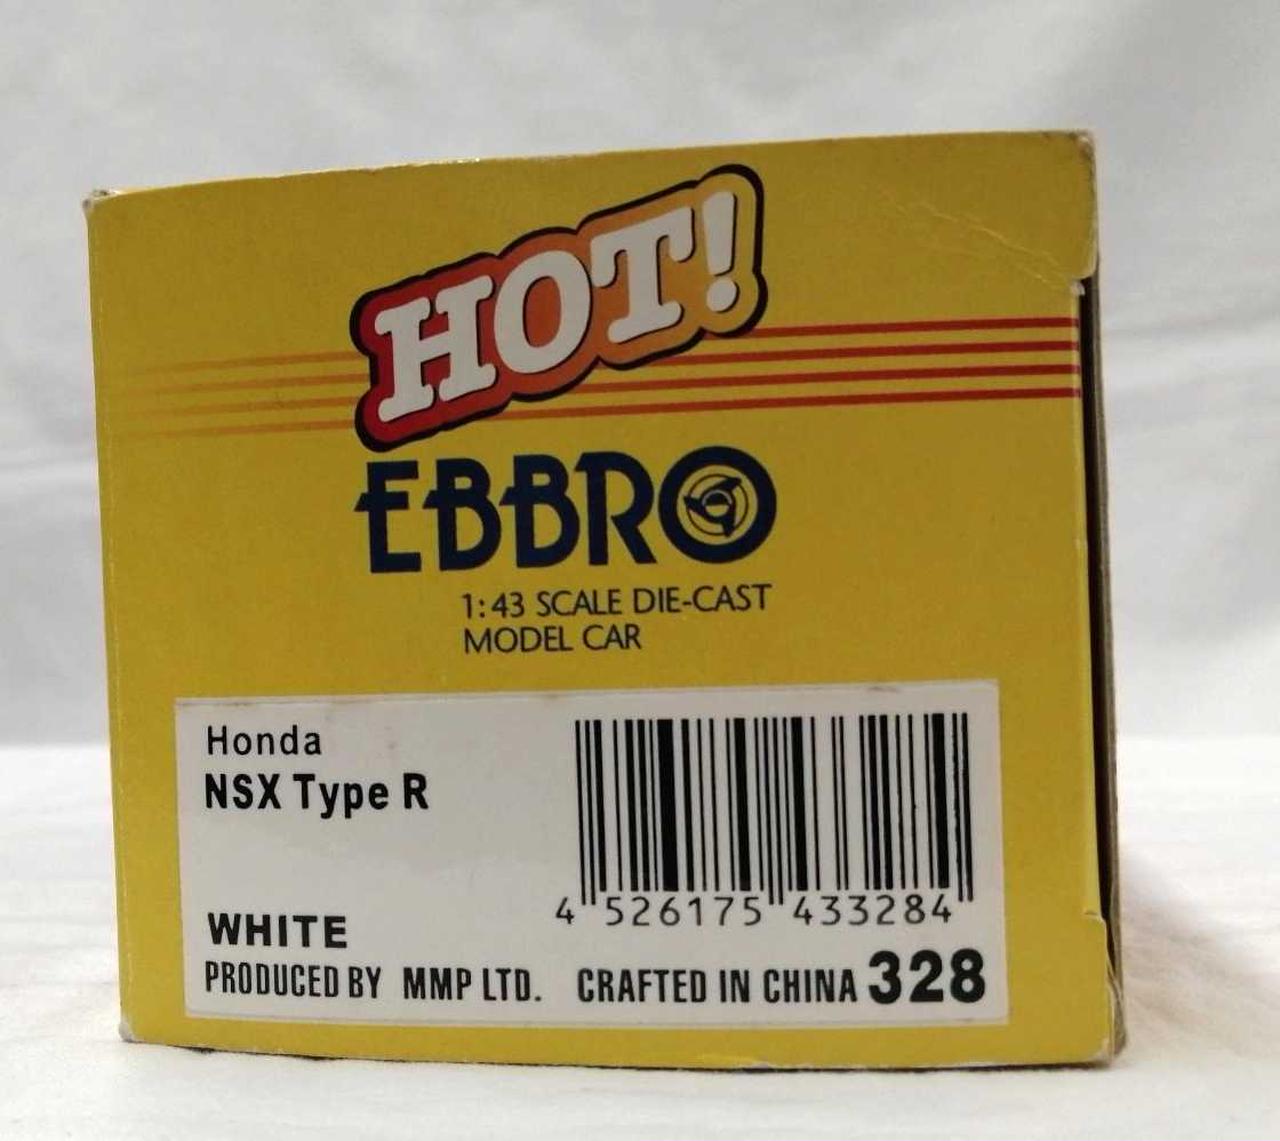 HOT!
EBBRO
1:43 SCALE DIE-CAST
MODEL CAR
Honda
NSX Type R
4 526175 433284
WHITE
PRODUCED BY MMP LTD. CRAFTED IN CHINA 328